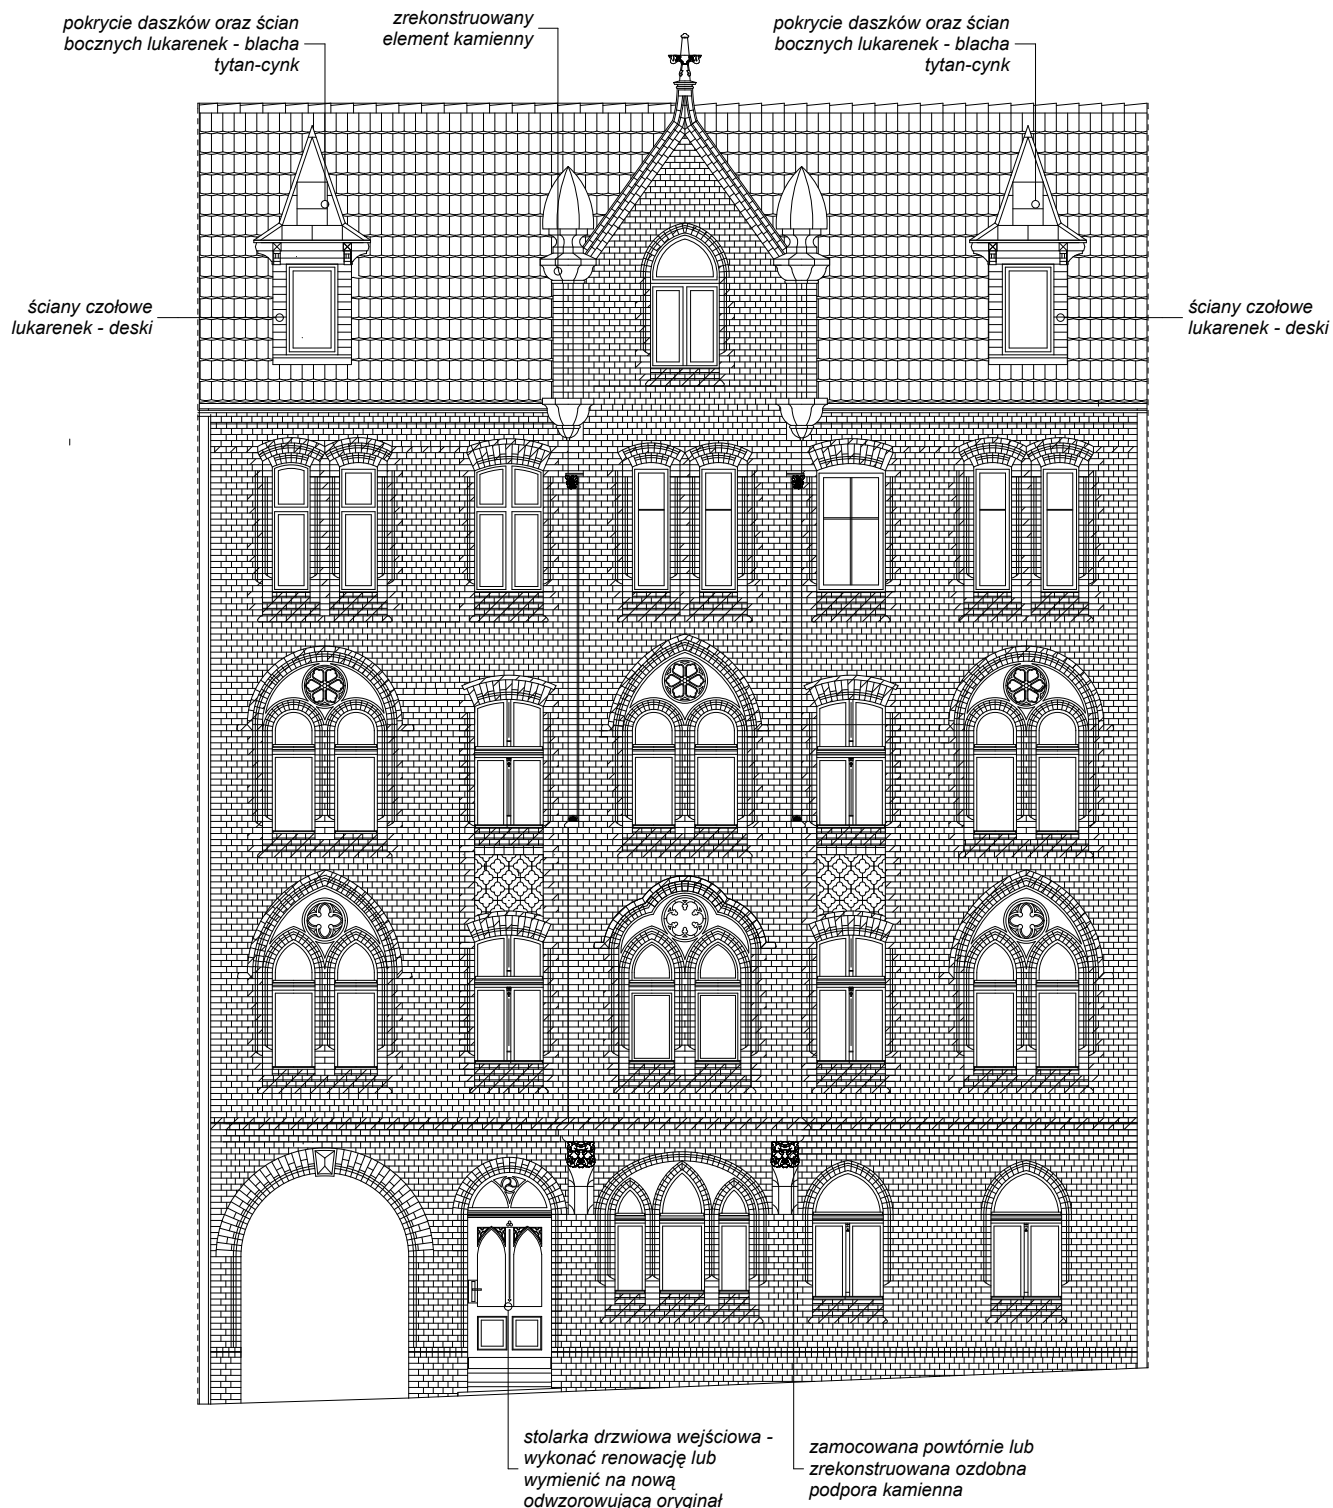 pokrycie daszków oraz ścian
bocznych lukarenek - blacha
tytan-cynk
zrekonstruowany
element kamienny
pokrycie daszków oraz ścian
bocznych lukarenek - blacha
tytan-cynk
ściany czołowe
lukarenek - deski
ściany czołowe
lukarenek - deski
stolarka drzwiowa wejściowa -
wykonać renowację lub
wymienić na nową
odwzorowującą oryginał
zamocowana powtórnie lub
zrekonstruowana ozdobna
podpora kamienna